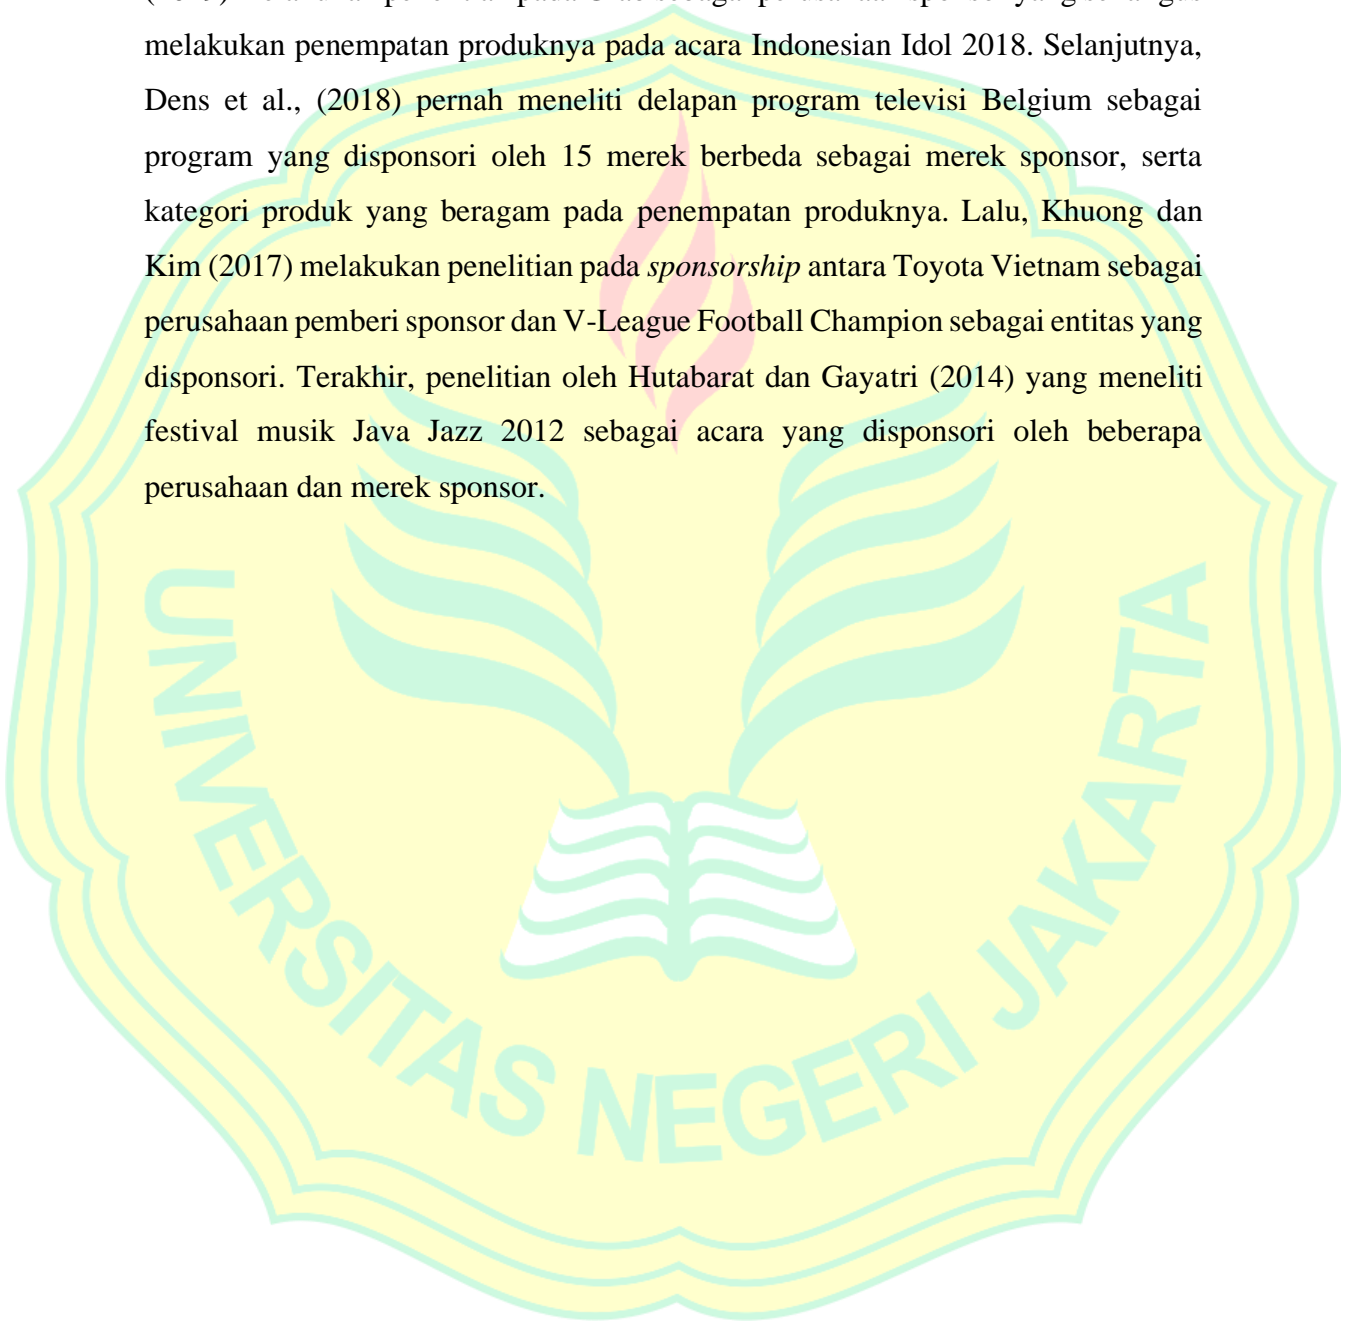 melakukan penempatan produknya pada acara Indonesian Idol 2018. Selanjutnya,
Dens et al., (2018) pernah meneliti delapan program televisi Belgium sebagai
program yang disponsori oleh 15 merek berbeda sebagai merek sponsor, serta
kategori produk yang beragam pada penempatan produknya. Lalu, Khuong dan
Kim (2017) melakukan penelitian pada sponsorship antara Toyota Vietnam sebagai
perusahaan pemberi sponsor dan V-League Football Champion sebagai entitas yang
disponsori. Terakhir, penelitian oleh Hutabarat dan Gayatri (2014) yang meneliti
festival musik Java Jazz 2012 sebagai acara yang disponsori oleh beberapa
perusahaan dan merek sponsor.
UNIVERSITAS NEGERI JAKARTA